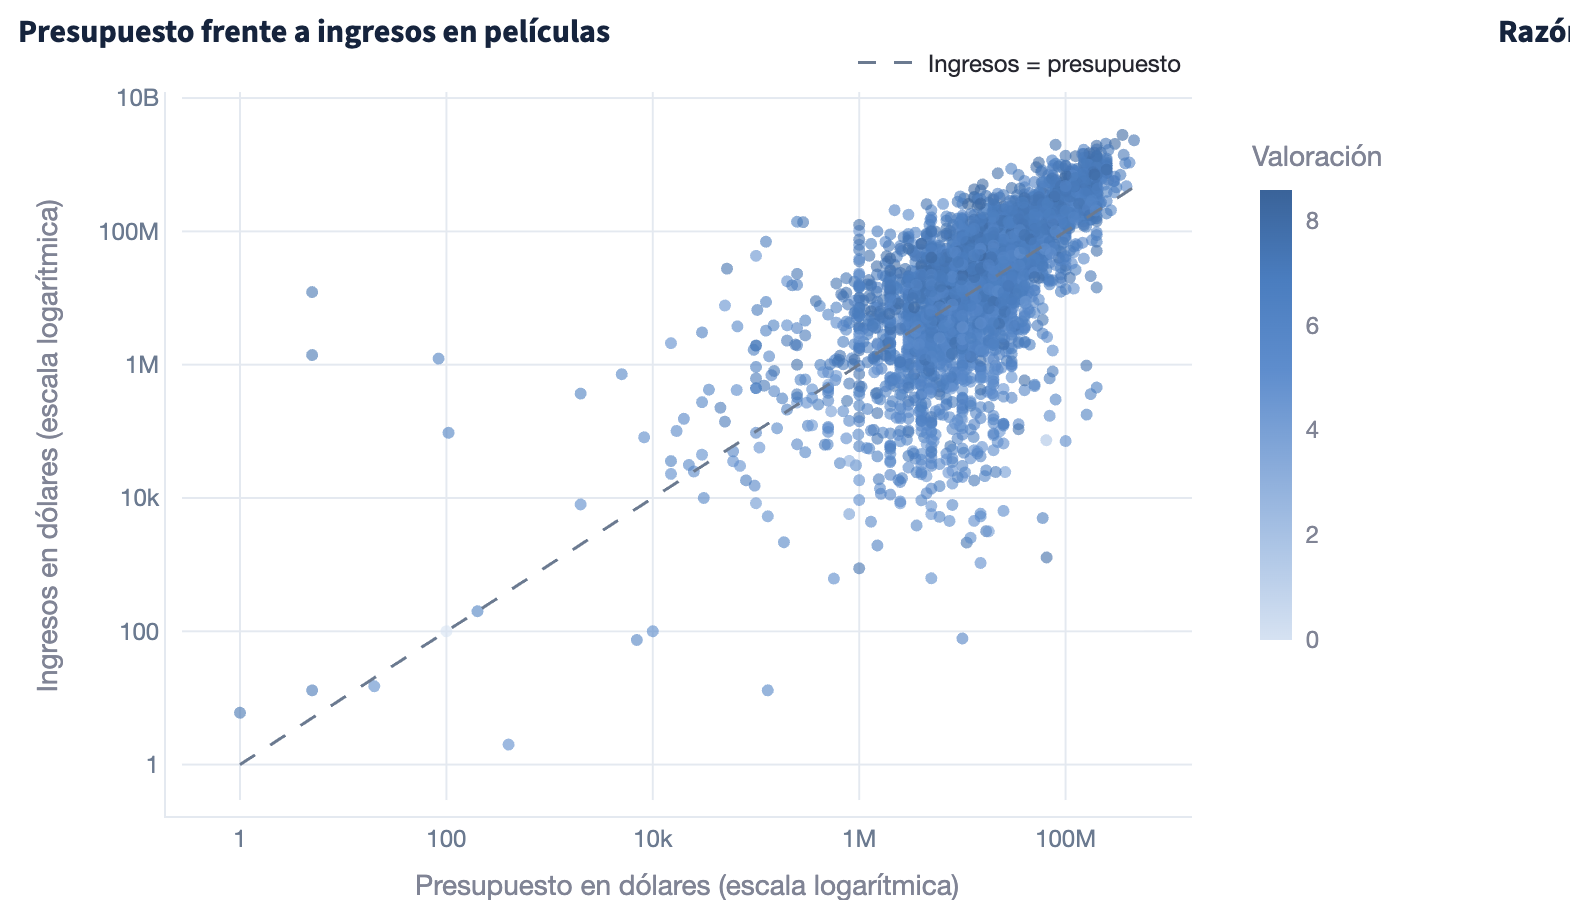 Presupuesto frente a ingresos en películas
Ingresos = presupuesto
10B
100M
1M
10k
100
1
Ingresos en dólares (escala logarítmica)
1
100
10k
1M
100M
Presupuesto en dólares (escala logarítmica)
Valoración
8
6
4
2
0